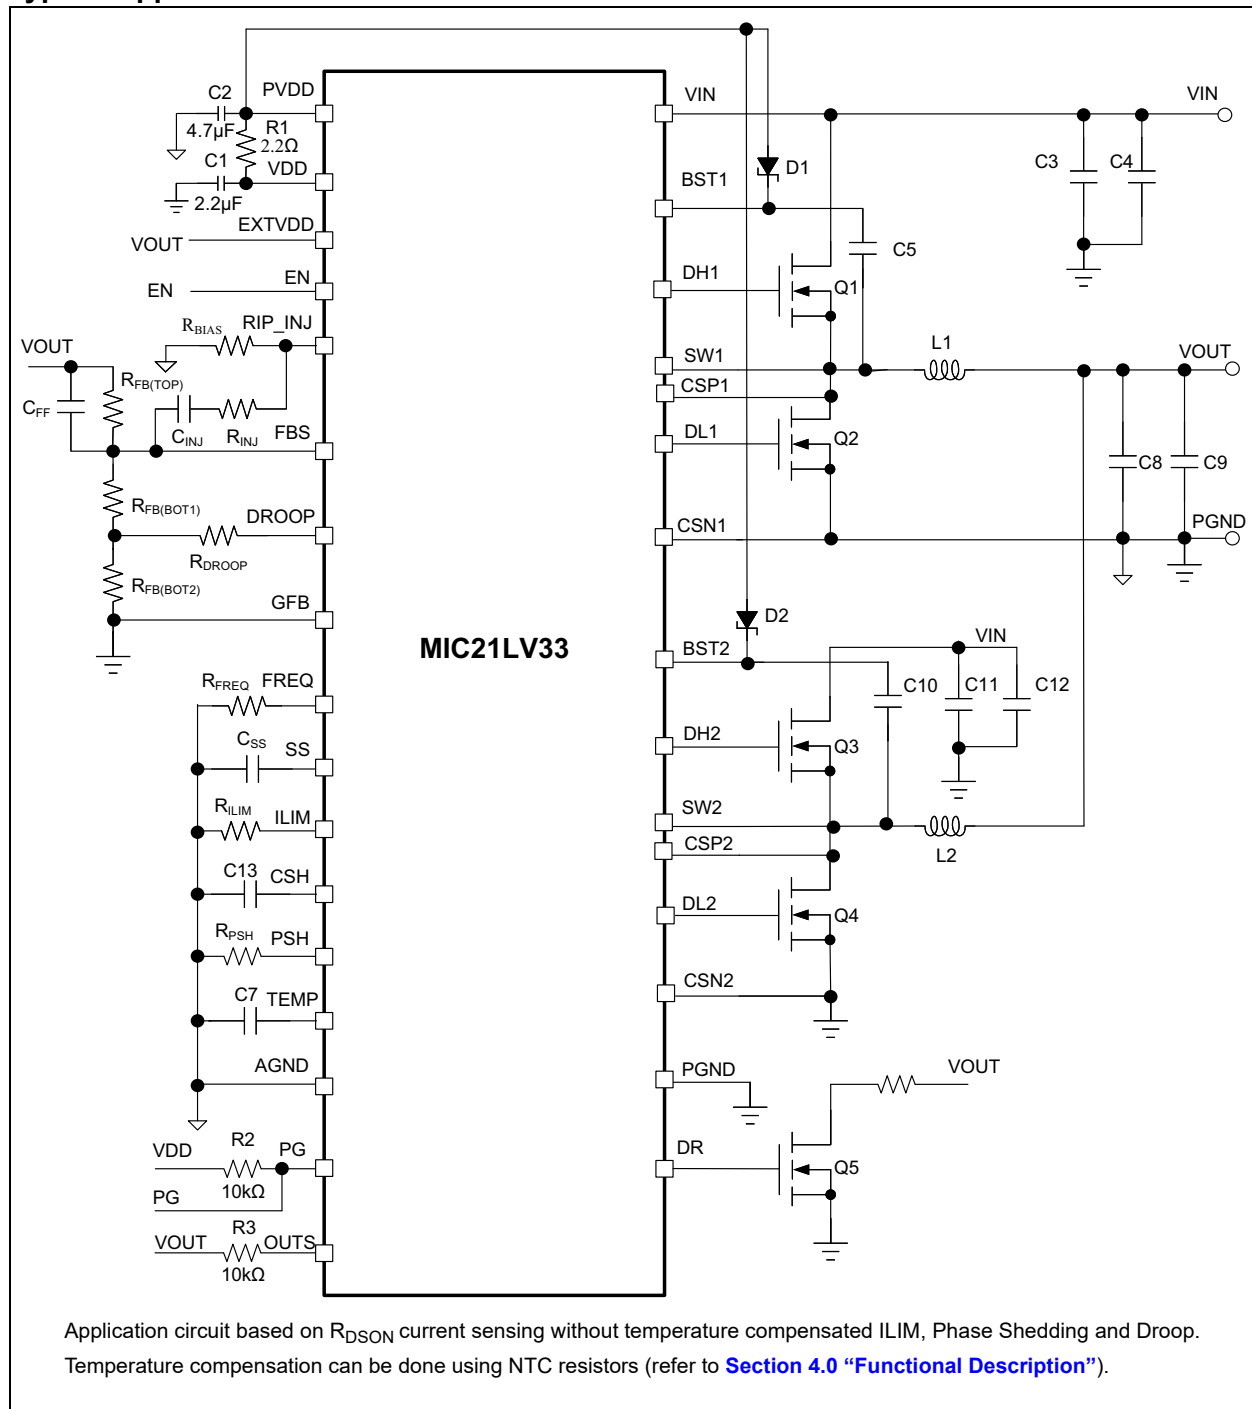 C2
PVDD
4.7µF
R1
2.2Ω
C1
VDD
2.2µF
EXTVDD
VOUT
EN
EN
RBIAS
RIP_INJ
VOUT
RFB(TOP)
CFF
CINJ
RINJ
FBS
RFB(BOT1)
DROOP
RDROOP
RFB(BOT2)
GFB
RFREQ
FREQ
CSS
SS
RILIM
ILIM
C13
CSH
RPSH
PSH
C7
TEMP
AGND
VDD
R2
PG
10kΩ
PG
VOUT
R3
OUTS
10kΩ
MIC21LV33
VIN
VIN
C3
C4
D1
BST1
C5
DH1
Q1
SW1
L1
VOUT
CSP1
DL1
Q2
C8
C9
CSN1
PGND
D2
VIN
BST2
C10
C11
C12
DH2
Q3
SW2
CSP2
L2
DL2
Q4
CSN2
PGND
VOUT
DR
Q5
Application circuit based on RDSON current sensing without temperature compensated ILIM, Phase Shedding and Droop.
Temperature compensation can be done using NTC resistors (refer to Section 4.0 “Functional Description”).